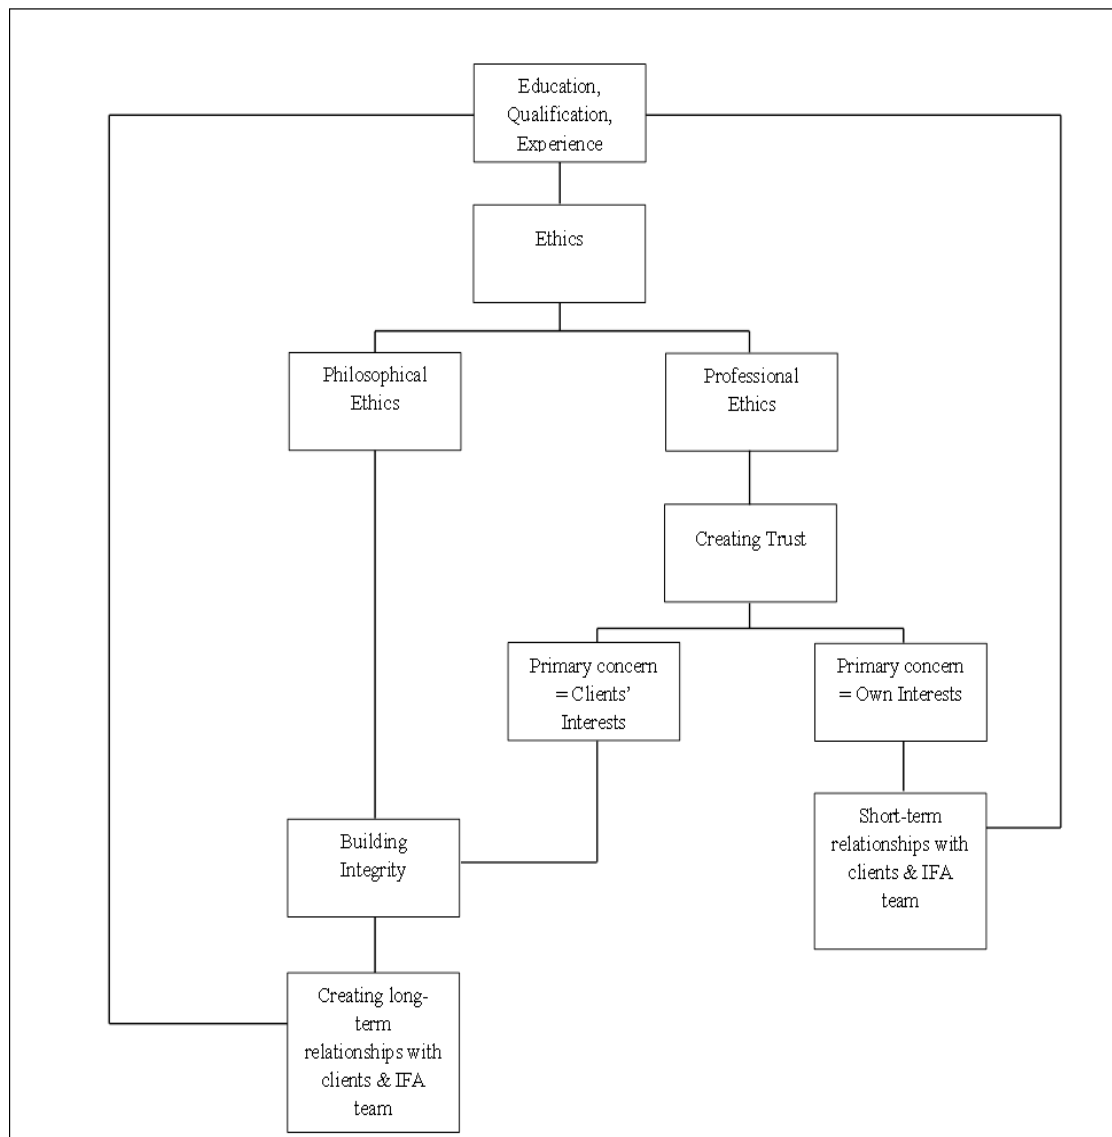 Education,
Qualification,
Experience
Ethics
Philosophical
Ethics
Professional
Ethics
Creating Trust
Primary concern
= Clients'
Interests
Primary concern
= Own Interests
Building
Integrity
Short-term
relationships with
clients & IFA
team
Creating long-
term
relationships with
clients & IFA
team